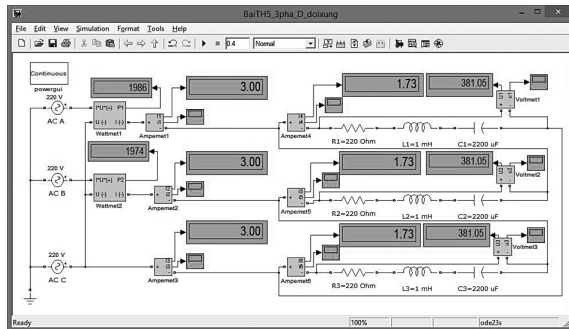 BaiTH5_3pha_D_doixung
File Edit View Simulation Format Tools Help
0.4 Normal
Continuous
powergui
220 V
AC A
1986
I*U(+) P1
U (-) I (-)
Wattmet1
3.00
Ampemet1
1.73
381.05
Voltmet1
Ampemet4
R1=220 Ohm
L1=1 mH
C1=2200 uF
220 V
AC B
1974
I*U(+) P2
U (-) I (-)
Wattmet2
3.00
Ampemet2
1.73
381.05
Voltmet2
Ampemet5
R2=220 Ohm
L2=1 mH
C2=2200 uF
220 V
AC C
3.00
Ampemet3
1.73
381.05
Voltmet3
Ampemet6
R3=220 Ohm
L3=1 mH
C3=2200 uF
Ready 100% ode23s